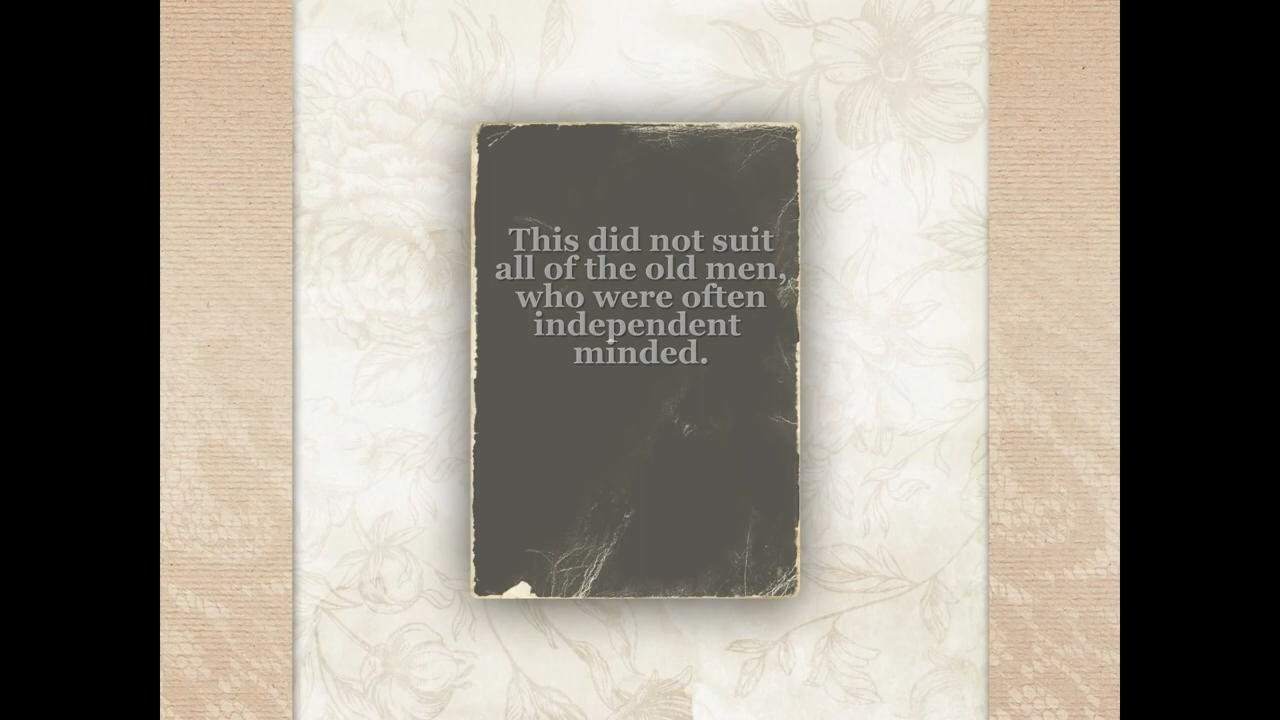 This did not suit
all of the old men,
who were often
independent
minded.